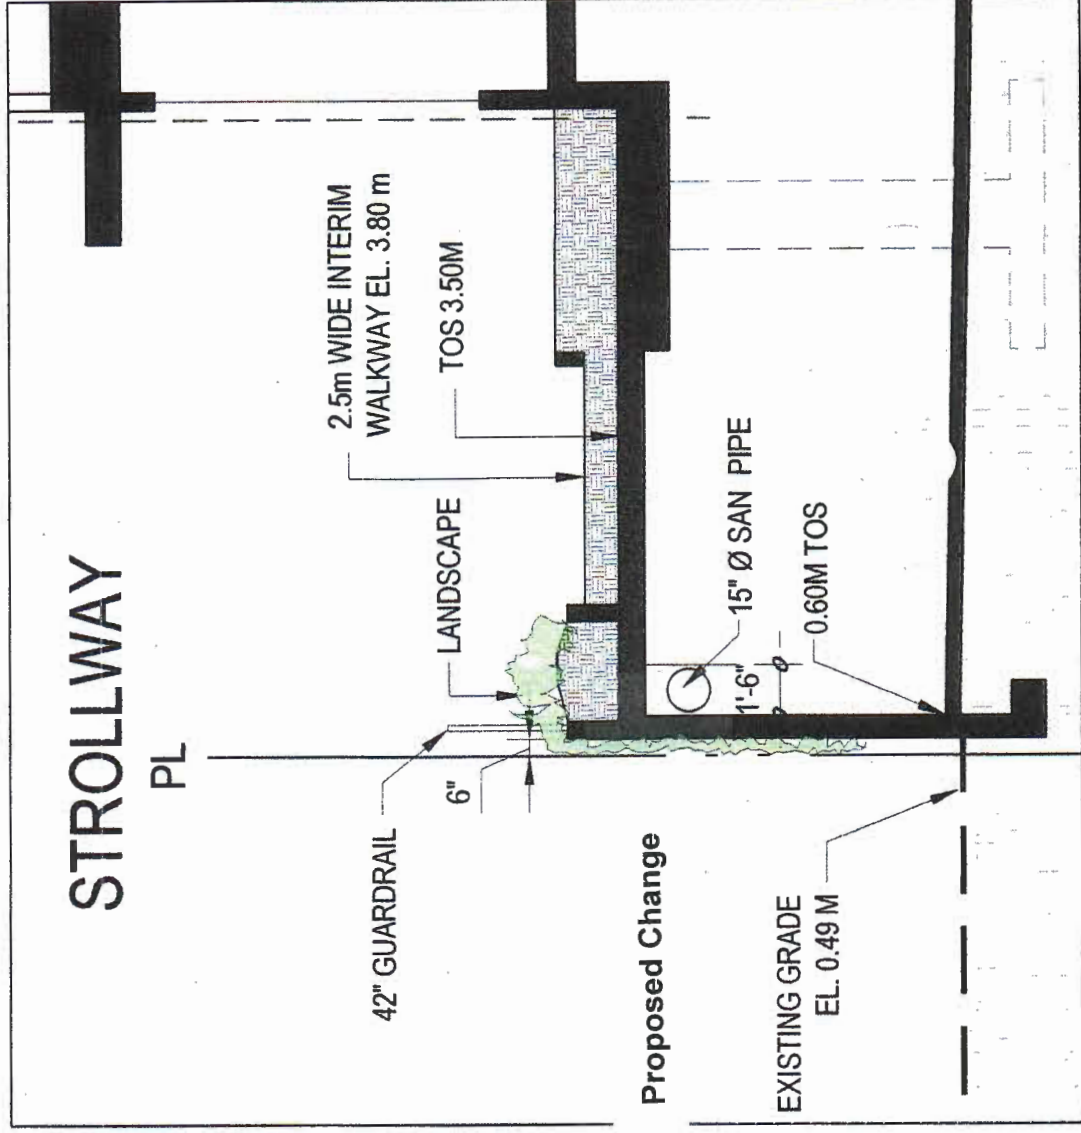 STROLLWAY
PL
42" GUARDRAIL
6"
LANDSCAPE
2.5m WIDE INTERIM
WALKWAY EL. 3.80 m
TOS 3.50M
Proposed Change
15" Ø SAN PIPE
1'-6"
0.60M TOS
EXISTING GRADE
EL. 0.49 M